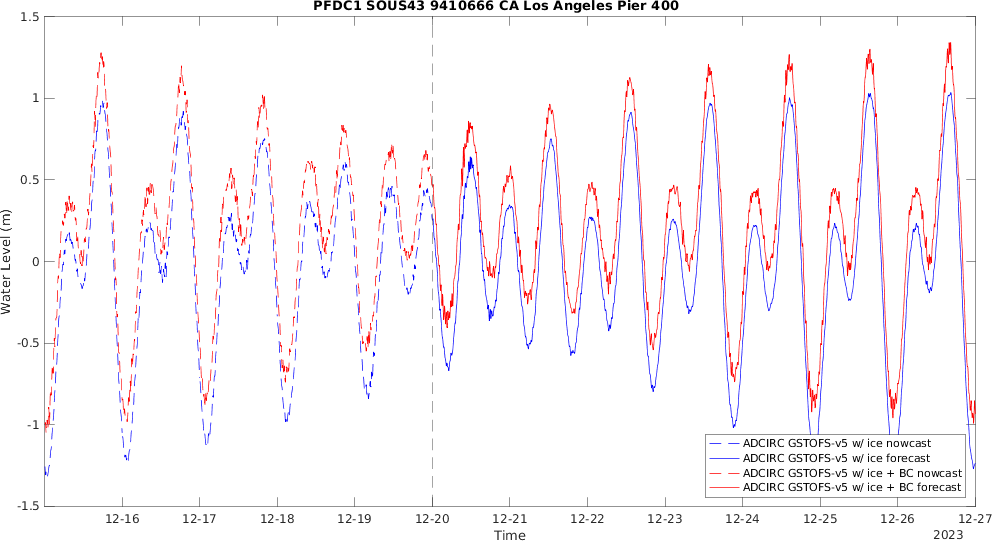 PFDC1 SOUS43 9410666 CA Los Angeles Pier 400
Water Level (m)
1.5
1
0.5
0
-0.5
-1
-1.5
12-16 12-17 12-18 12-19 12-20 12-21 12-22 12-23 12-24 12-25 12-26 12-27
Time
2023
ADCIRC GSTOFS-v5 w/ ice nowcast
ADCIRC GSTOFS-v5 w/ ice forecast
ADCIRC GSTOFS-v5 w/ ice + BC nowcast
ADCIRC GSTOFS-v5 w/ ice + BC forecast